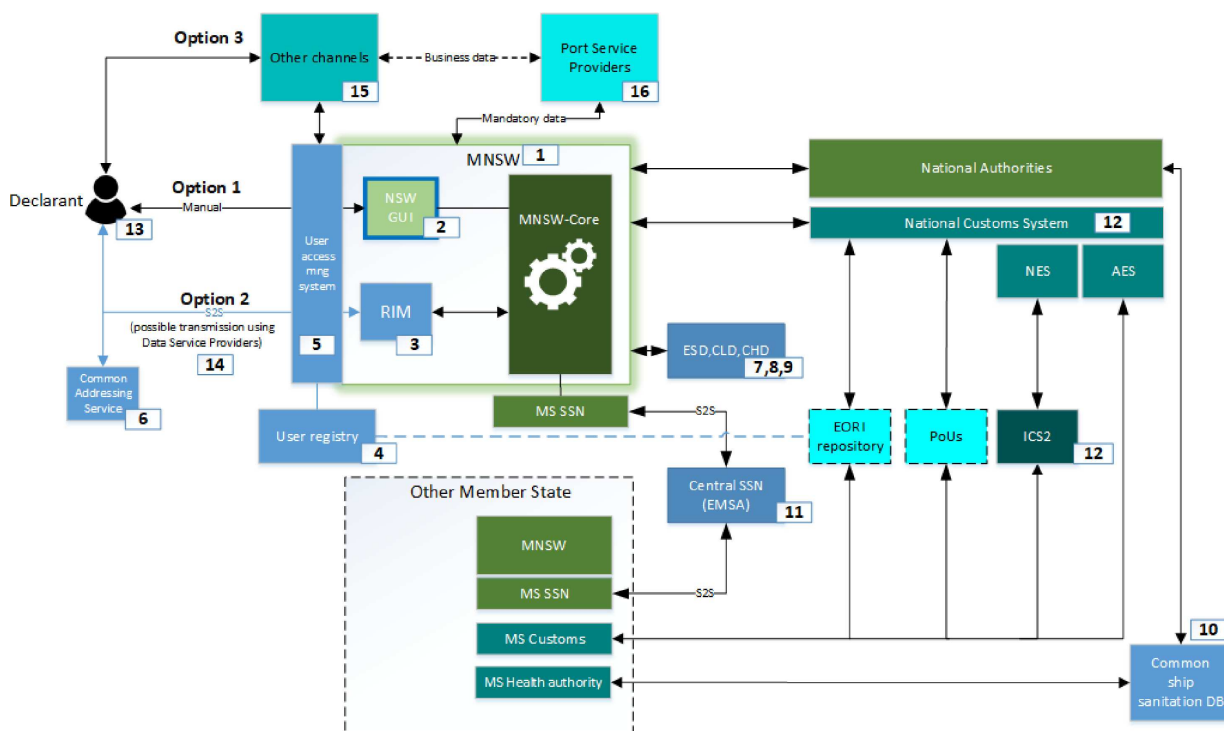 Option 3
Other channels
15
Business data
Port Service
Providers
16
Mandatory data
MNSW
1
Declarant
13
Option 1
Manual
User
access
mng
system
5
NSW
GUI
2
MNSW-Core
RIM
3
Option 2
S2S
(possible transmission using
Data Service Providers)
14
Common
Addressing
Service
6
User registry
4
National Authorities
National Customs System
12
NES
AES
ESD,CLD,CHD
7,8,9
MS SSN
S2S
EORI
repository
PoUs
ICS2
12
Central SSN
(EMSA)
11
Other Member State
MNSW
MS SSN
S2S
MS Customs
MS Health authority
10
Common
ship
sanitation DB